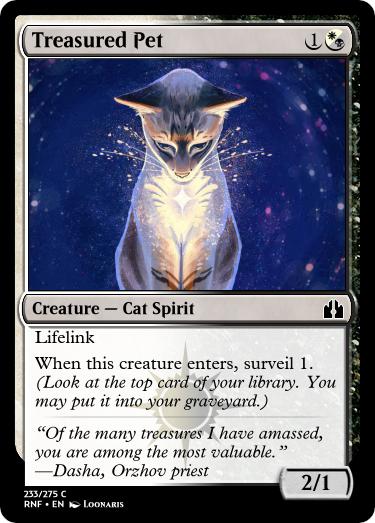 Treasured Pet 1
Creature — Cat Spirit
Lifelink
When this creature enters, surveil 1.
(Look at the top card of your library. You
may put it into your graveyard.)
“Of the many treasures I have amassed,
you are among the most valuable.”
—Dasha, Orzhov priest
2/1
233/275 C
RNF • EN Loonaris